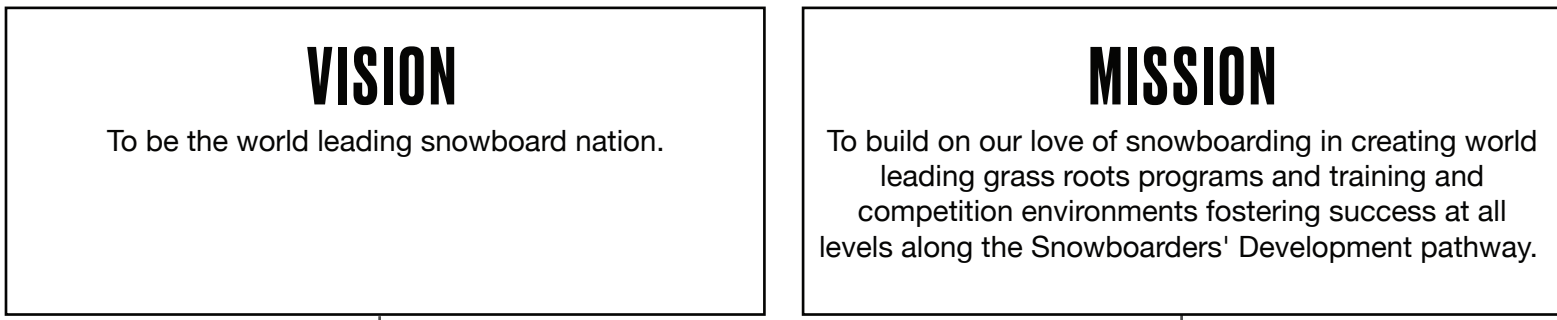 VISION
To be the world leading snowboard nation.
MISSION
To build on our love of snowboarding in creating world
leading grass roots programs and training and
competition environments fostering success at all
levels along the Snowboarders' Development pathway.